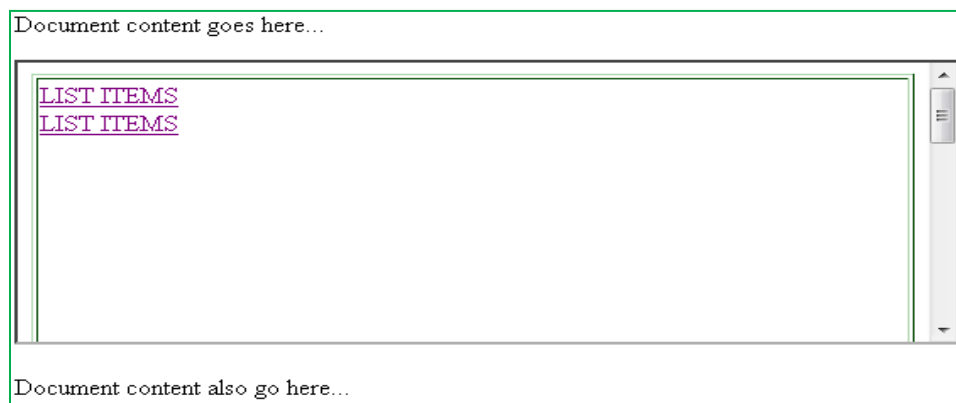 Document content goes here...
LIST ITEMS
LIST ITEMS
Document content also go here...